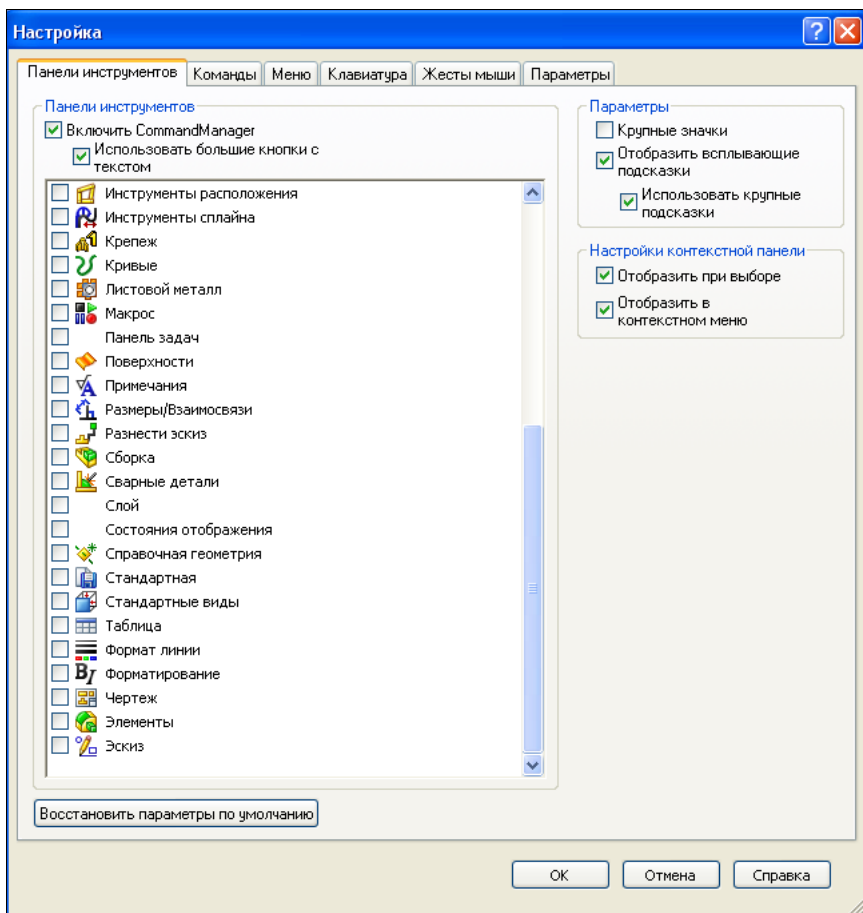 Настройка
Панели инструментов Команды Меню Клавиатура Жесты мыши Параметры
Панели инструментов
Включить CommandManager
Использовать большие кнопки с
текстом
Инструменты расположения
Инструменты сплайна
Крепеж
Кривые
Листовой металл
Макрос
Панель задач
Поверхности
Примечания
Размеры/Взаимосвязи
Разнести эскиз
Сборка
Сварные детали
Слой
Состояния отображения
Справочная геометрия
Стандартная
Стандартные виды
Таблица
Формат линии
Форматирование
Чертеж
Элементы
Эскиз
Параметры
Крупные значки
Отобразить всплывающие
подсказки
Использовать крупные
подсказки
Настройки контекстной панели
Отобразить при выборе
Отобразить в
контекстном меню
Восстановить параметры по умолчанию
ОК Отмена Справка